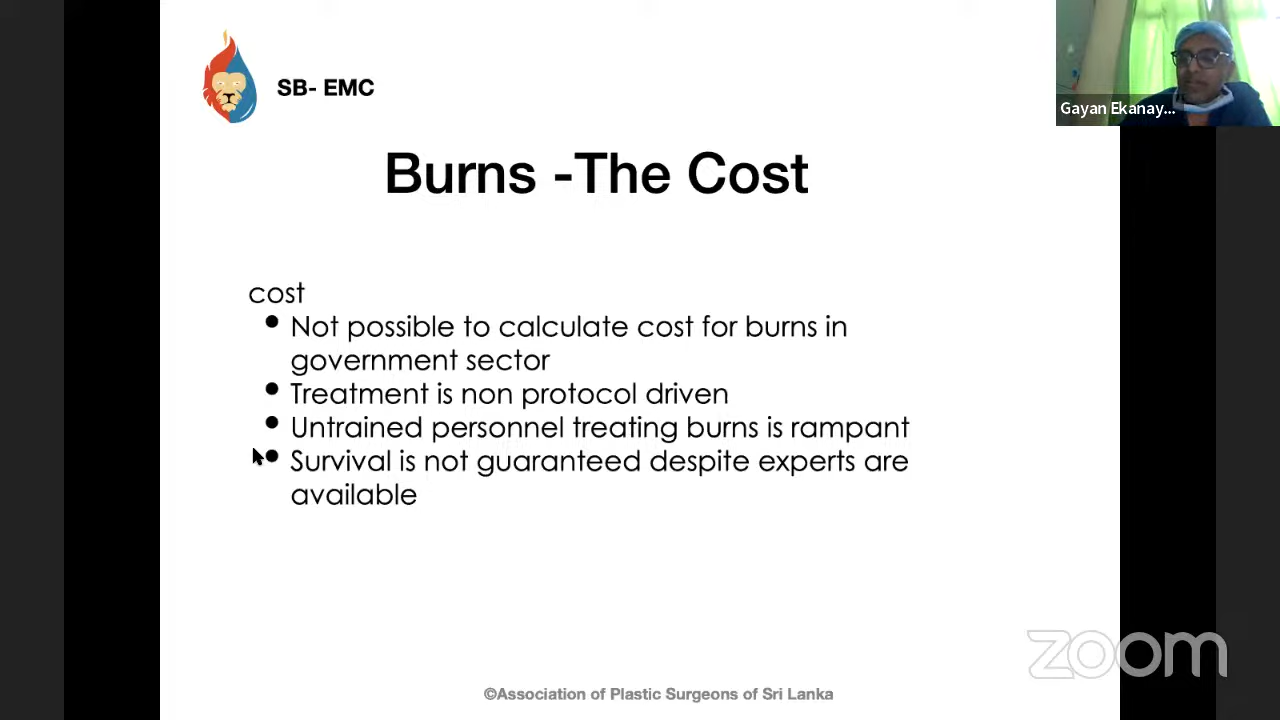 SB- EMC
Gayan Ekanay...
Burns -The Cost
cost
• Not possible to calculate cost for burns in
government sector
• Treatment is non protocol driven
• Untrained personnel treating burns is rampant
• Survival is not guaranteed despite experts are
available
zoom
©Association of Plastic Surgeons of Sri Lanka